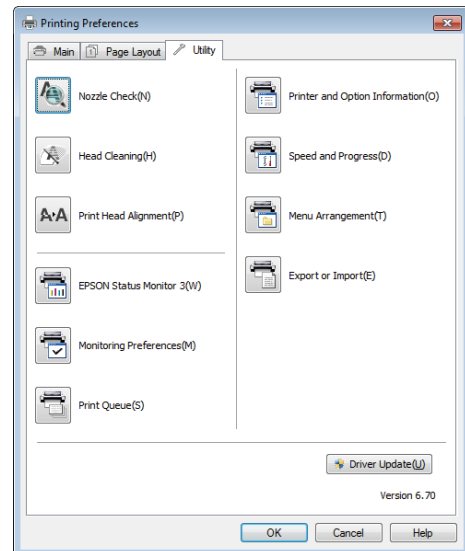 Printing Preferences
Main
Page Layout
Utility
Nozzle Check(N)
Head Cleaning(H)
Print Head Alignment(P)
EPSON Status Monitor 3(W)
Monitoring Preferences(M)
Print Queue(S)
Printer and Option Information(O)
Speed and Progress(D)
Menu Arrangement(T)
Export or Import(E)
Driver Update(U)
Version 6.70
OK
Cancel
Help